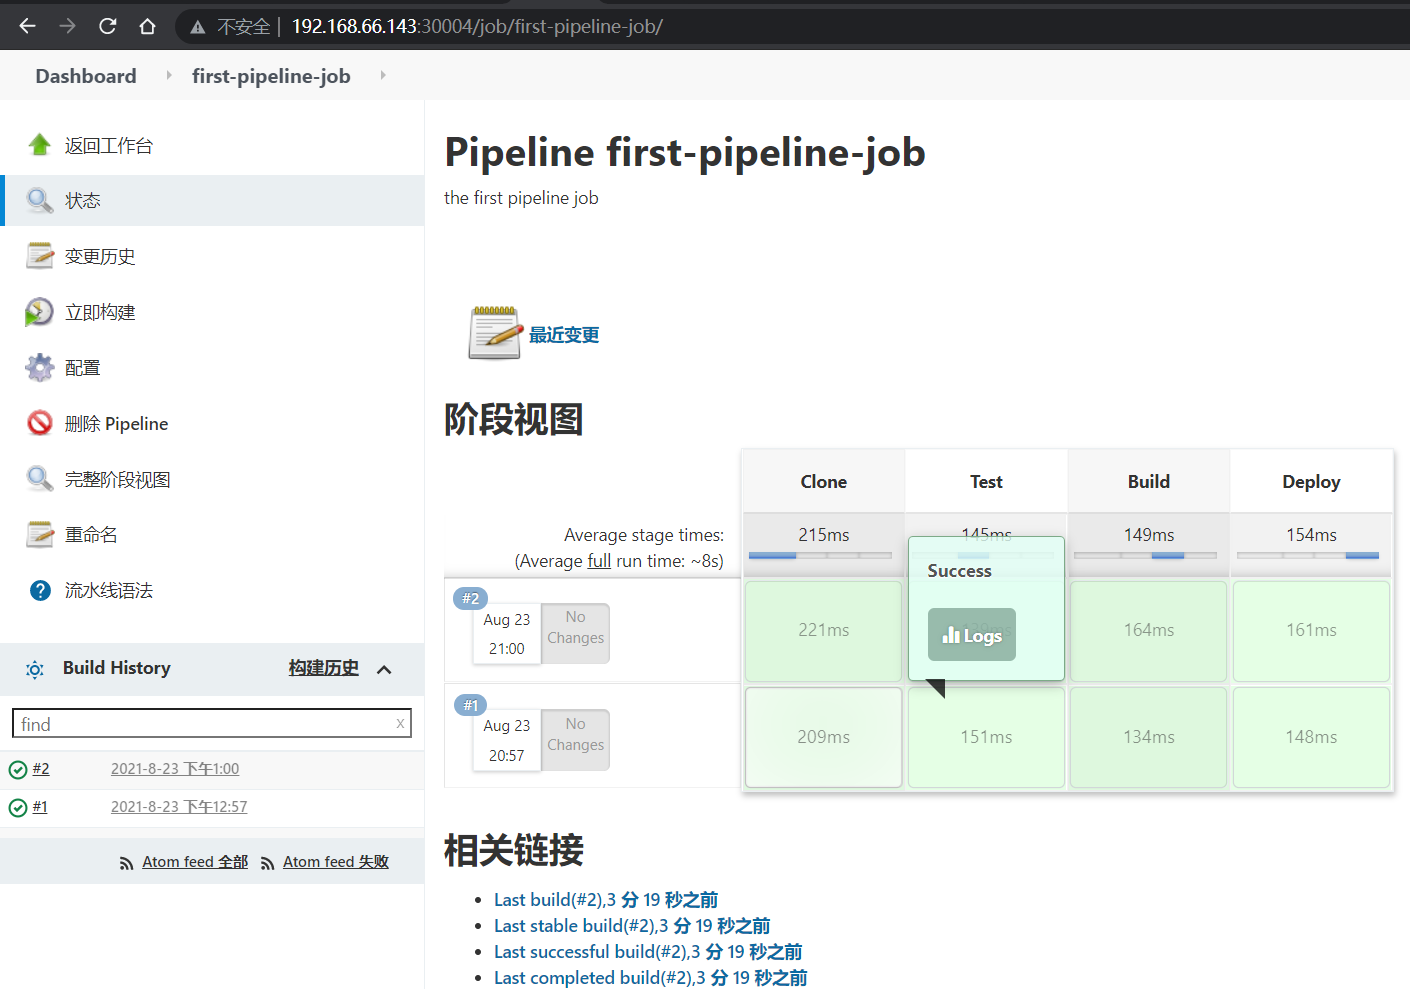 不安全 | 192.168.66.143:30004/job/first-pipeline-job/
Dashboard
first-pipeline-job
返回工作台
状态
变更历史
立即构建
配置
删除 Pipeline
完整阶段视图
重命名
流水线语法
Build History
构建历史
find
x
#2
2021-8-23 下午1:00
#1
2021-8-23 下午12:57
Atom feed 全部
Atom feed 失败
Pipeline first-pipeline-job
the first pipeline job
最近变更
阶段视图
Clone
Test
Build
Deploy
Average stage times:
(Average full run time: ~8s)
215ms
145ms
149ms
154ms
#2
Aug 23
21:00
No
Changes
221ms
Success
Logs
164ms
161ms
#1
Aug 23
20:57
No
Changes
209ms
151ms
134ms
148ms
相关链接
Last build(#2),3 分 19 秒之前
Last stable build(#2),3 分 19 秒之前
Last successful build(#2),3 分 19 秒之前
Last completed build(#2),3 分 19 秒之前